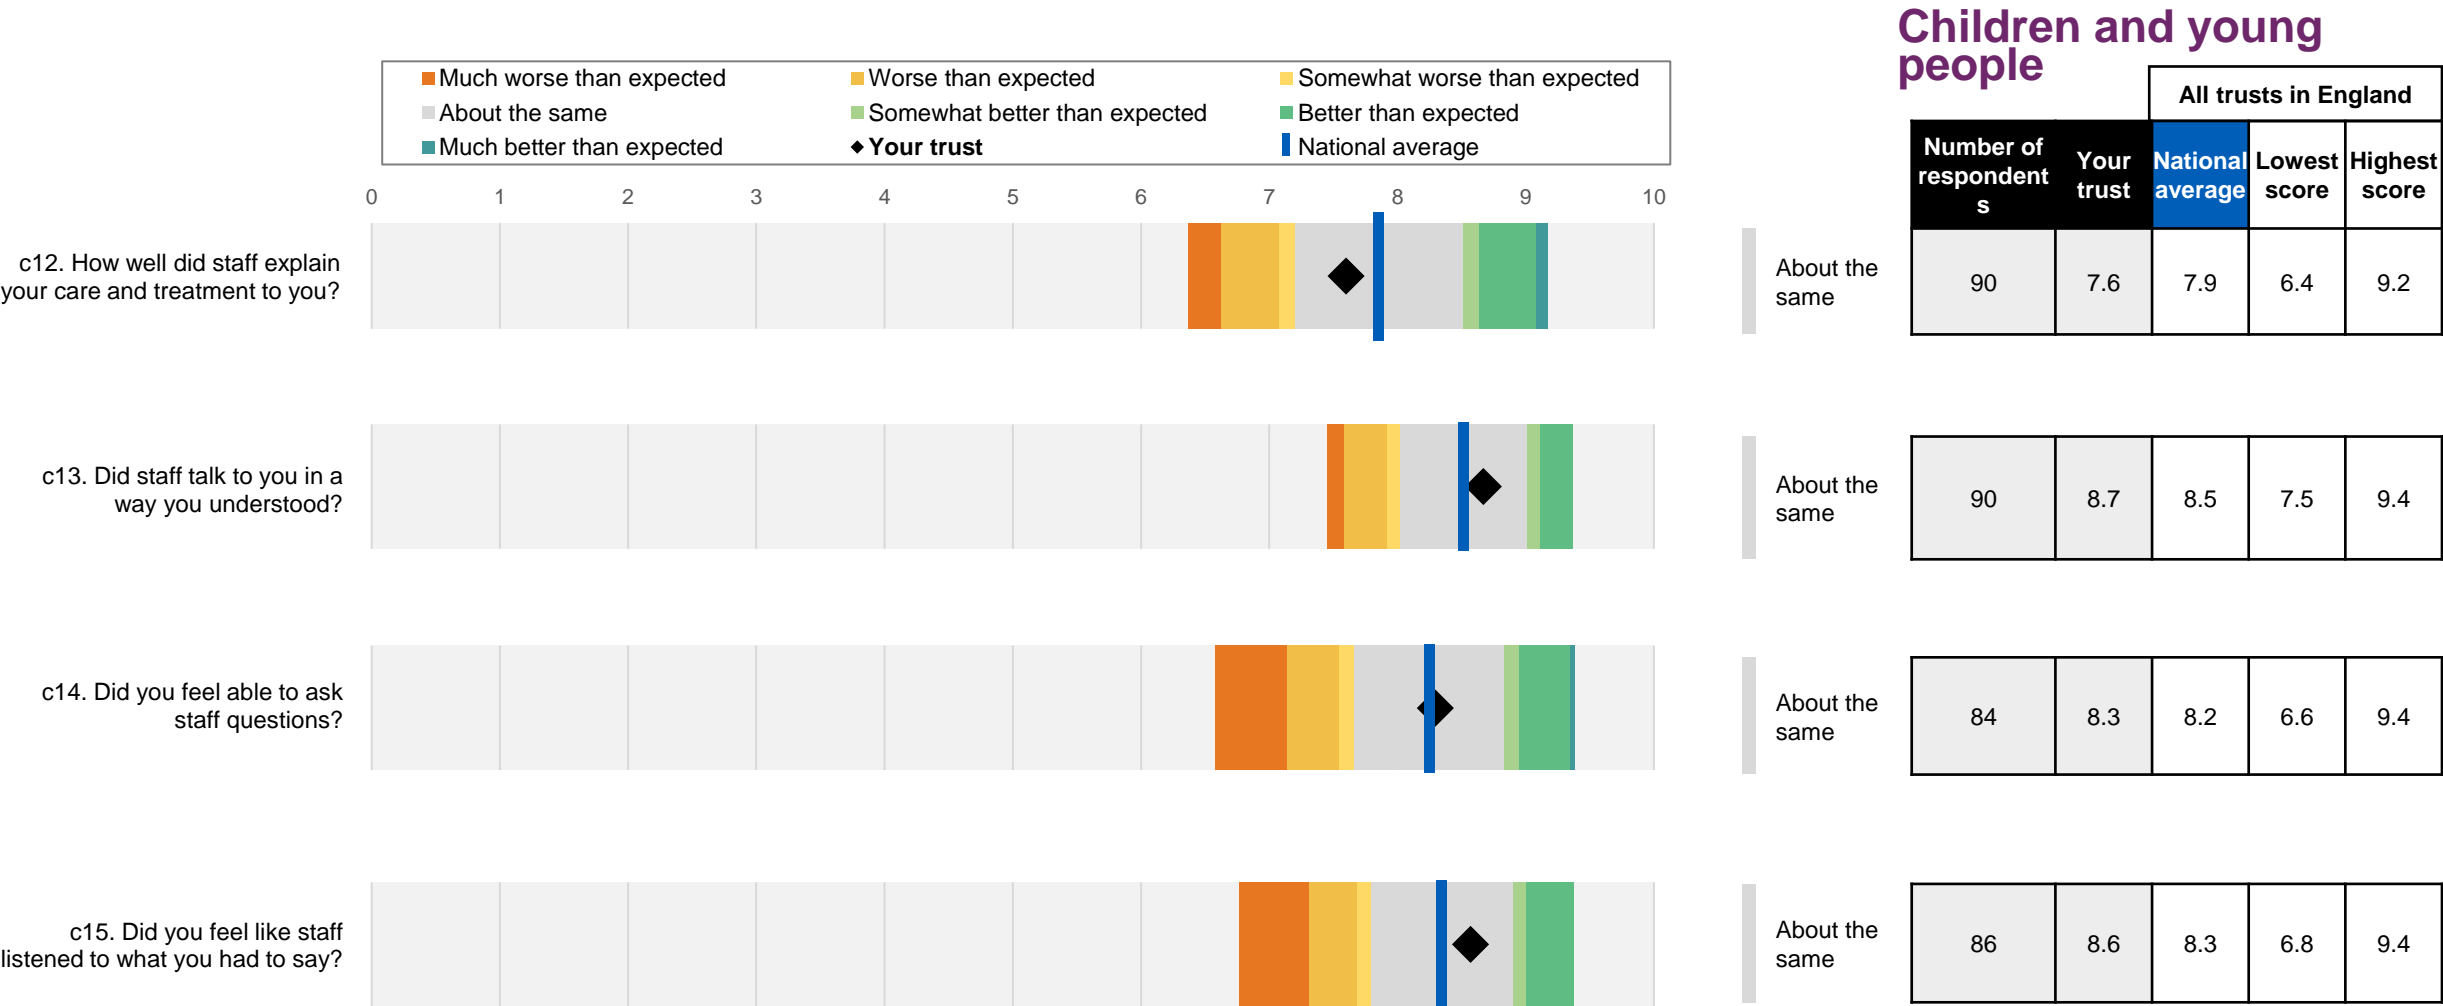 Children and young
people
Much worse than expected
Worse than expected
Somewhat worse than expected
About the same
Somewhat better than expected
Better than expected
Much better than expected
Your trust
National average
All trusts in England
Number of
respondent
s
Your
trust
National
average
Lowest
score
Highest
score
0 1 2 3 4 5 6 7 8 9 10
c12. How well did staff explain
your care and treatment to you?
About the
same
90 7.6 7.9 6.4 9.2
c13. Did staff talk to you in a
way you understood?
About the
same
90 8.7 8.5 7.5 9.4
c14. Did you feel able to ask
staff questions?
About the
same
84 8.3 8.2 6.6 9.4
c15. Did you feel like staff
listened to what you had to say?
About the
same
86 8.6 8.3 6.8 9.4